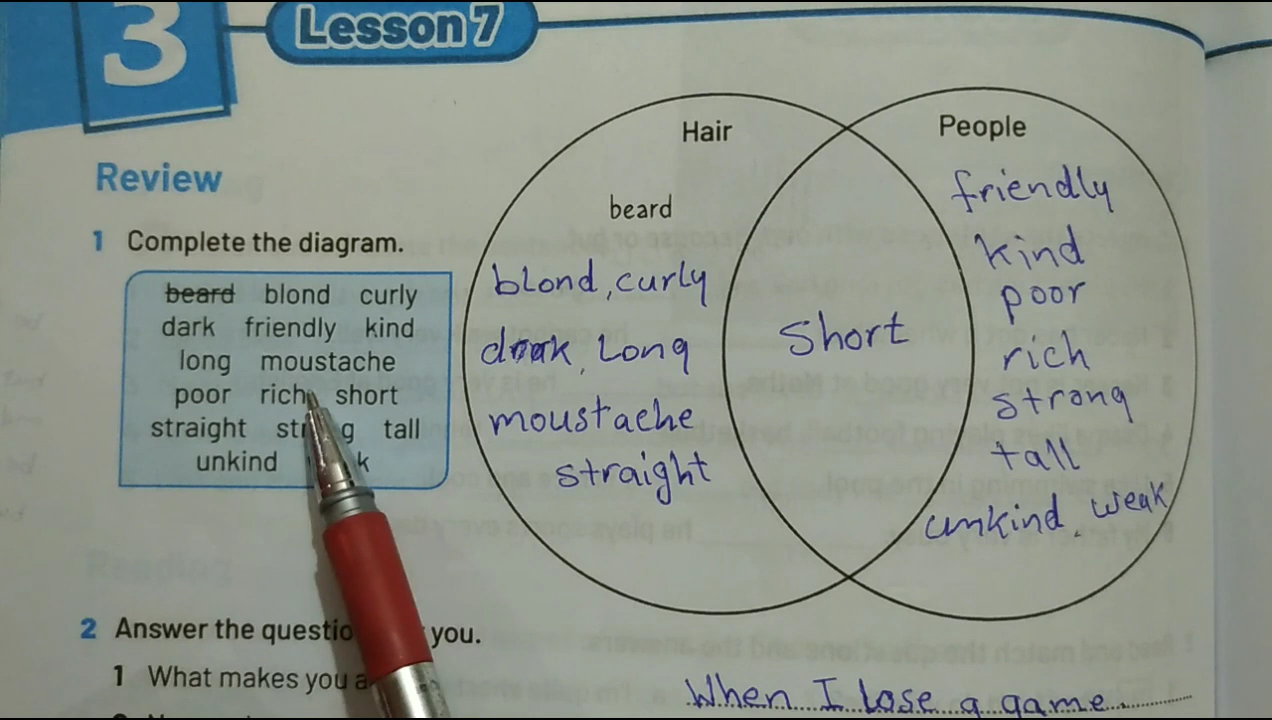 3
Lesson 7
Hair
People
Review
1 Complete the diagram.
beard blond curly
dark friendly kind
long moustache
poor rich short
straight tall
unkind
beard
blond, curly
dark, Long
moustache
straight
Short
friendly
kind
poor
rich
strong
tall
unkind. weak
Reading
2 Answer the you.
1 What makes you
When I lose a game.